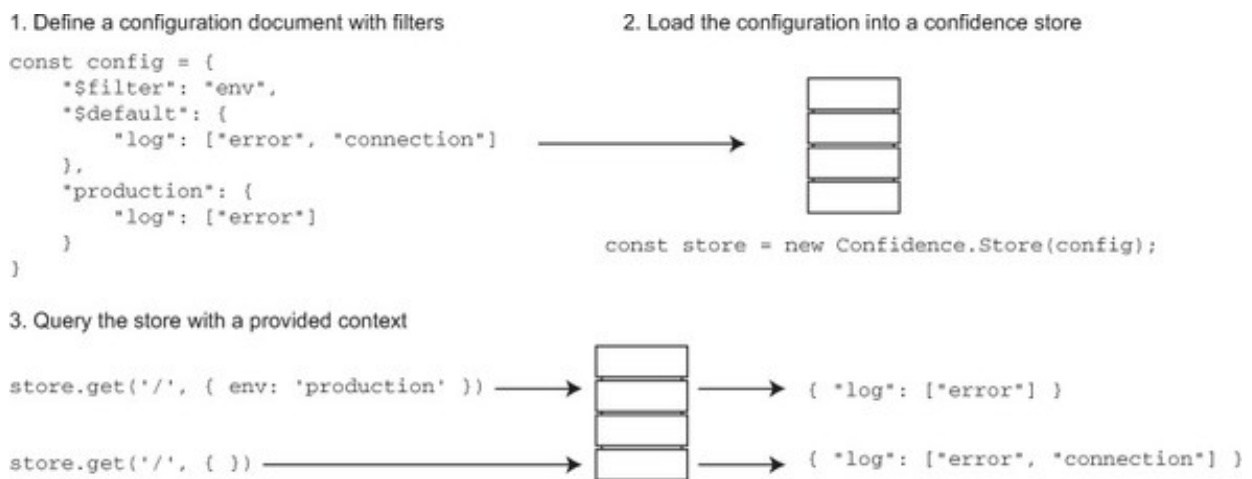 1. Define a configuration document with filters
const config = {
    "$filter": "env",
    "$default": {
        "log": ["error", "connection"]
    },
    "production": {
        "log": ["error"]
    }
}
2. Load the configuration into a confidence store
const store = new Confidence.Store(config);
3. Query the store with a provided context
store.get('/', { env: 'production' })
{ "log": ["error"] }
store.get('/', { })
{ "log": ["error", "connection"] }